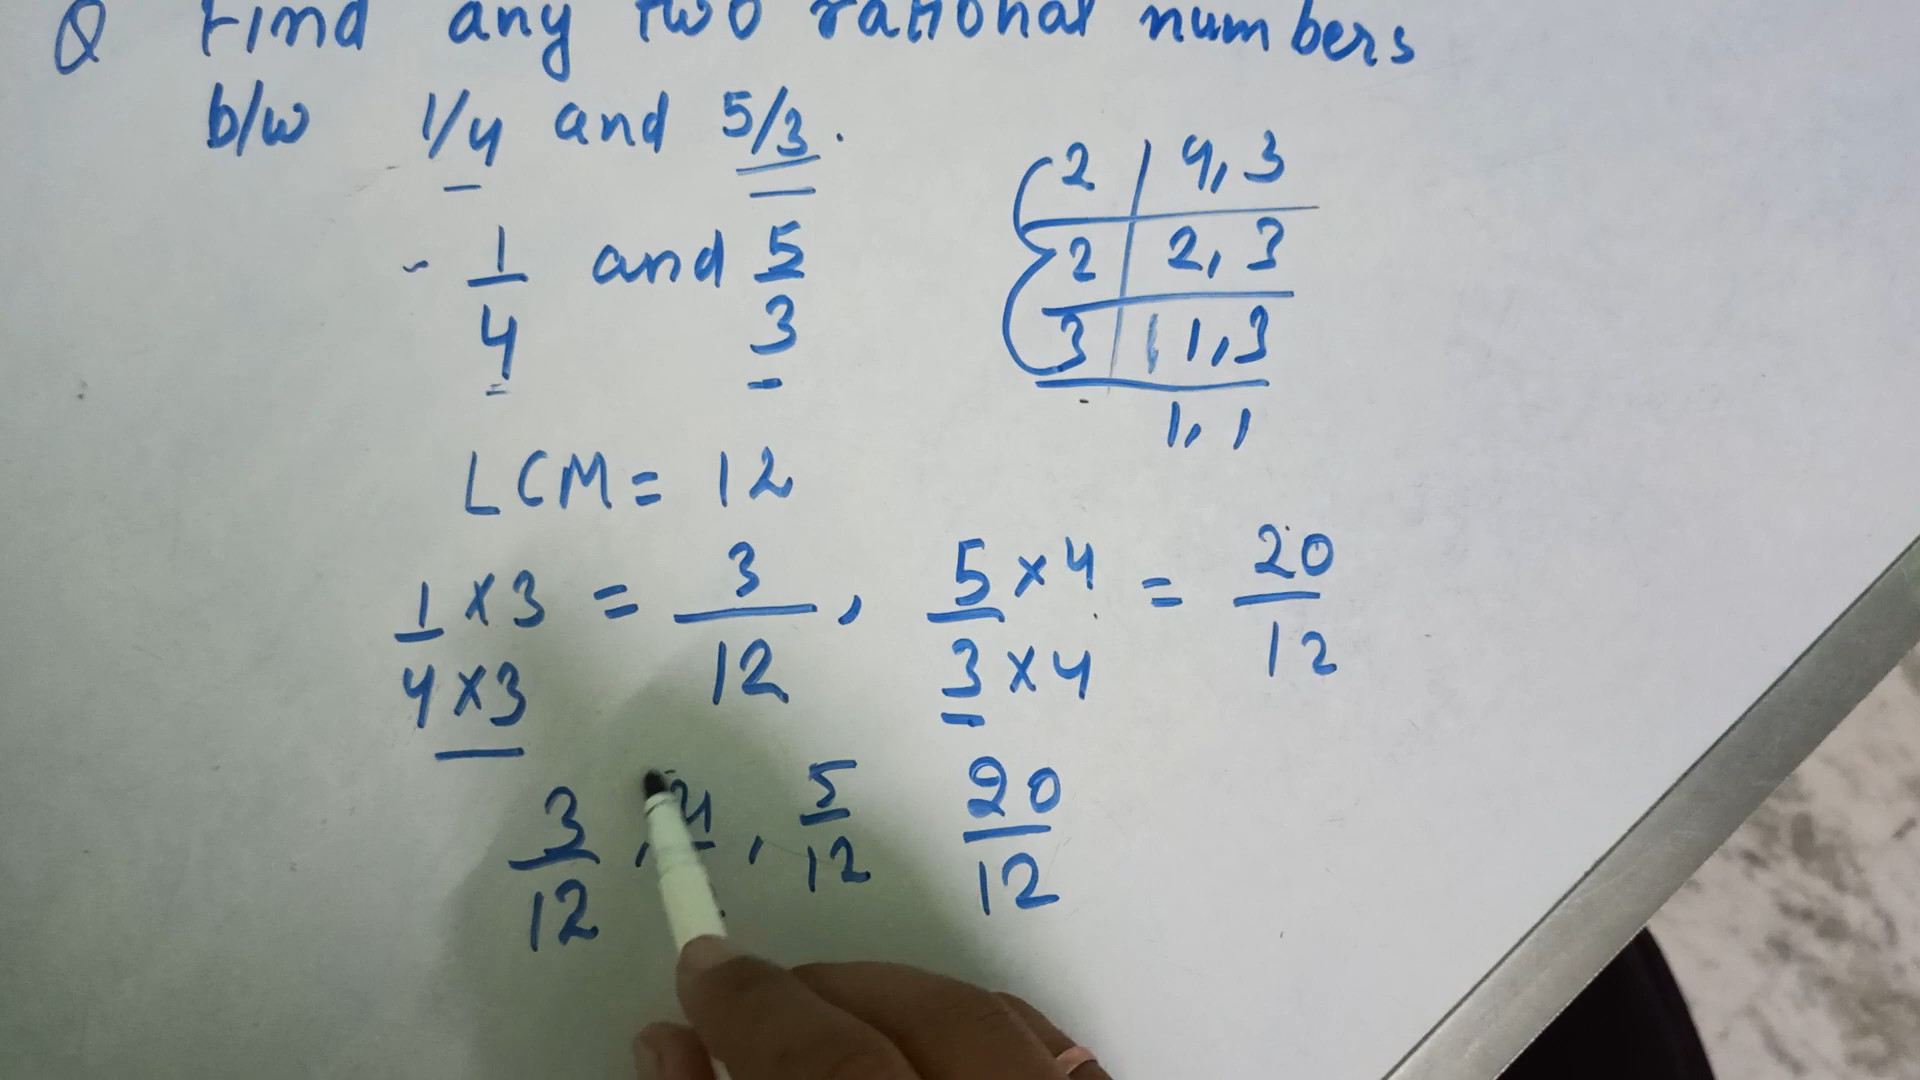 Q Find any two rational numbers
b/w 1/4 and 5/3.
2 | 4, 3
2 | 2, 3
3 | 1, 3
1, 1
1/4 and 5/3
LCM = 12
1×3/4×3 = 3/12, 5×4/3×4 = 20/12
3/12, 4, 5/12 20/12